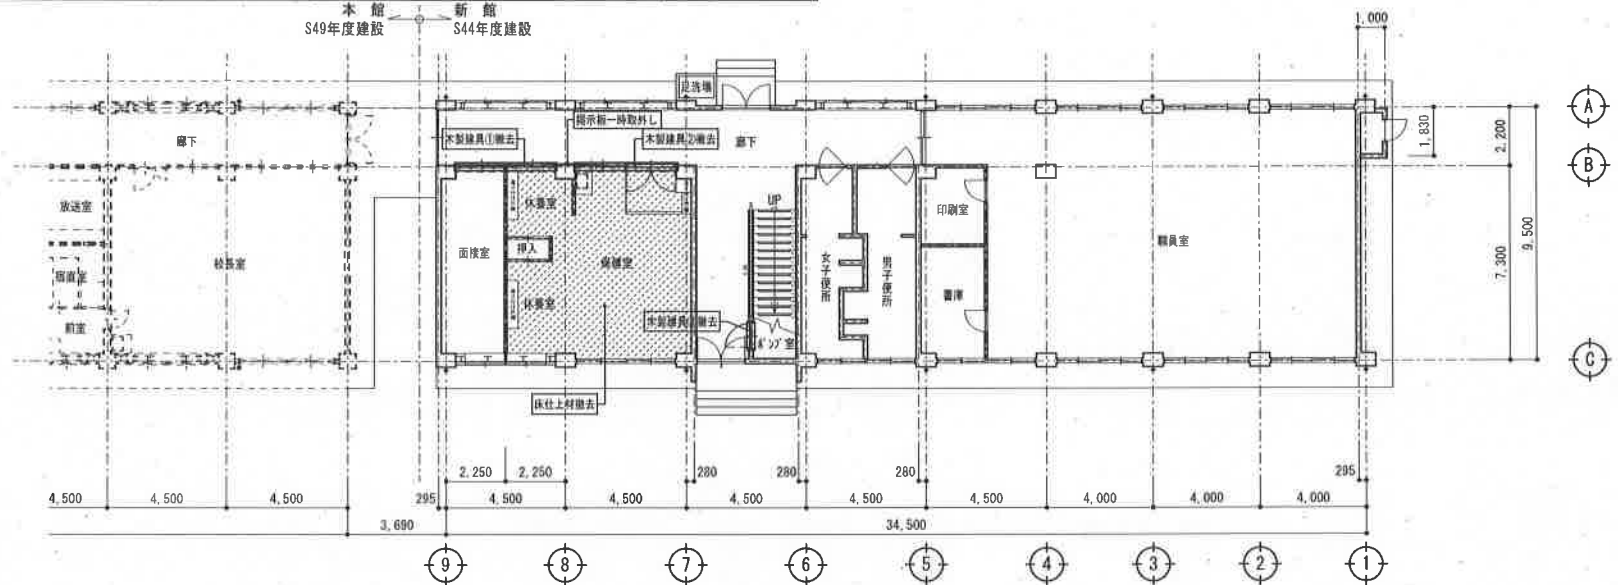 本 館
S49年度建設
新 館
S44年度建設
1,000
足洗場
掲示板一時取外し
木製建具①撤去
木製建具②撤去
廊下
廊下
放送室
宿直室
前室
校長室
面接室
休養室
押入
休養室
保健室
UP
木製建具
撤去
ポンプ室
床仕上材撤去
女子便所
男子便所
印刷室
書庫
職員室
1,830
2,200
7,300
9,500
A
B
C
2,250
2,250
280
280
280
295
4,500
4,500
4,500
295
4,500
4,500
4,500
4,500
4,500
4,000
4,000
4,000
3,690
34,500
9
8
7
6
5
4
3
2
1